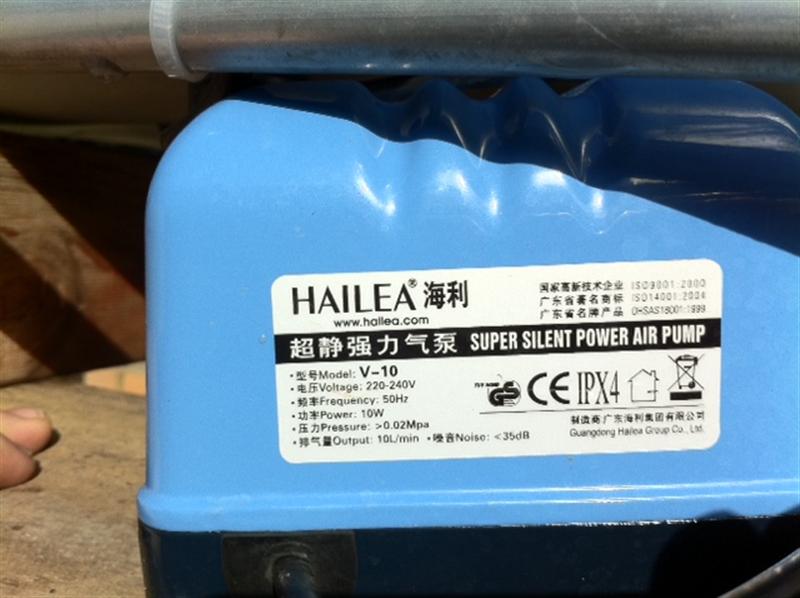 HAILEA® 海利
www.hailea.com
国家高新技术企业 ISO9001:2000
广东省著名商标 ISO14001:2004
广东省名牌产品 OHSAS18001:1999
超静强力气泵 SUPER SILENT POWER AIR PUMP
·型号Model: V-10
·电压Voltage: 220-240V
·频率Frequency: 50Hz
·功率Power: 10W
·压力Pressure: >0.02Mpa
·排气量Output: 10L/min ·噪音Noise: <35dB
GS CE IPX4
制造商:广东海利集团有限公司
Guangdong Hailea Group Co., Ltd.